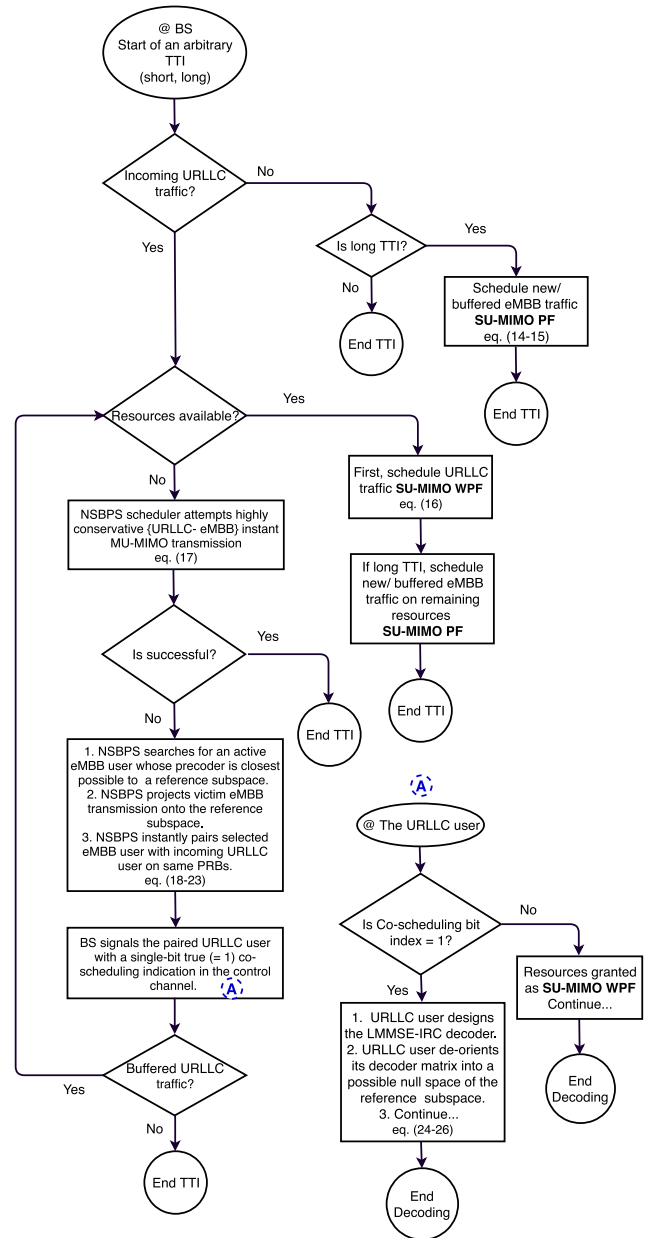 @ BS
Start of an arbitrary
TTI
(short, long)
Incoming URLLC
traffic?
No
Yes
Is long TTI?
Yes
No
Schedule new/
buffered eMBB traffic
SU-MIMO PF
eq. (14-15)
End TTI
End TTI
Resources available?
Yes
No
First, schedule URLLC
traffic SU-MIMO WPF
eq. (16)
NSBPS scheduler attempts highly
conservative {URLLC- eMBB} instant
MU-MIMO transmission
eq. (17)
If long TTI, schedule
new/ buffered eMBB
traffic on remaining
resources
SU-MIMO PF
Is successful?
Yes
No
End TTI
End TTI
1. NSBPS searches for an active
eMBB user whose precoder is closest
possible to a reference subspace.
2. NSBPS projects victim eMBB
transmission onto the reference
subspace.
3. NSBPS instantly pairs selected
eMBB user with incoming URLLC
user on same PRBs.
eq. (18-23)
BS signals the paired URLLC user
with a single-bit true (= 1) co-
scheduling indication in the control
channel.
A
Buffered URLLC
traffic?
Yes
No
End TTI
A
@ The URLLC user
Is Co-scheduling bit
index = 1?
No
Yes
Resources granted
as SU-MIMO WPF
Continue...
End
Decoding
1. URLLC user designs
the LMMSE-IRC decoder.
2. URLLC user de-orients
its decoder matrix into a
possible null space of the
reference subspace.
3. Continue...
eq. (24-26)
End
Decoding